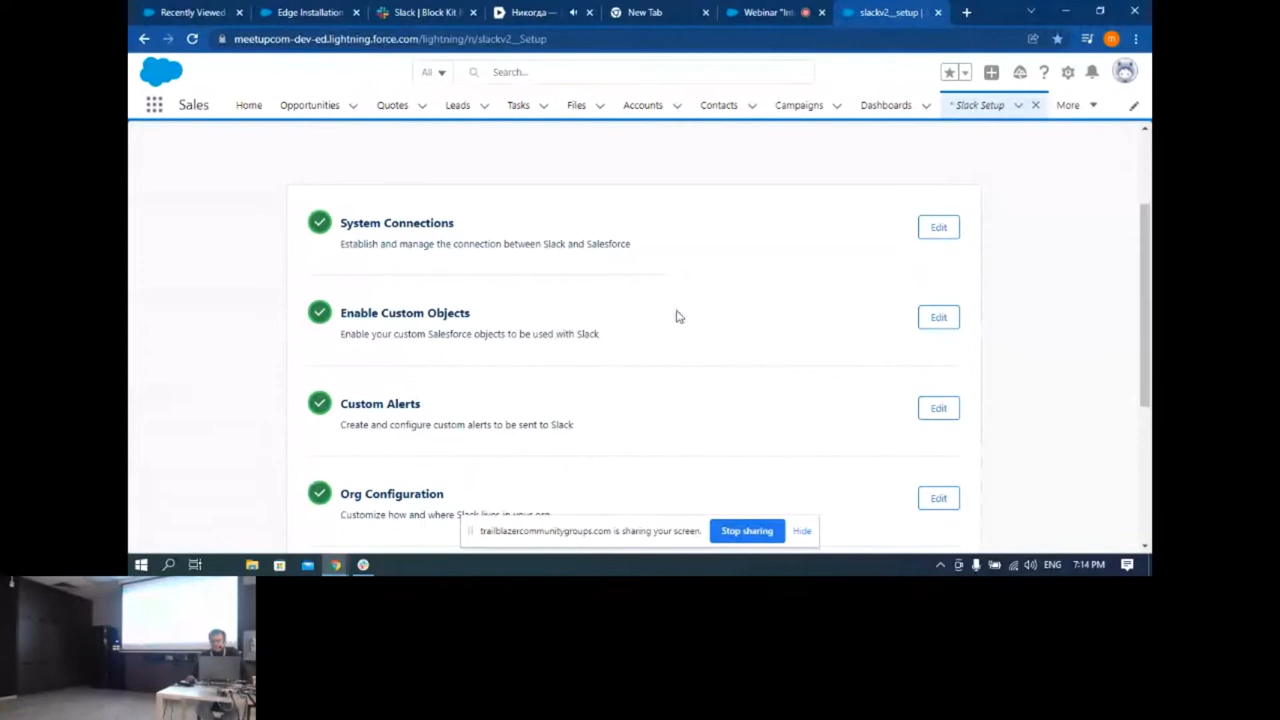 Recently Viewed
Edge Installation
Slack | Block Kit
Никогда —
New Tab
Webinar "Int
slackv2__setup |
meetupcom-dev-ed.lightning.force.com/lightning/n/slackv2__Setup
All
Search...
Sales
Home
Opportunities
Quotes
Leads
Tasks
Files
Accounts
Contacts
Campaigns
Dashboards
* Slack Setup
More
System Connections
Edit
Establish and manage the connection between Slack and Salesforce
Enable Custom Objects
Edit
Enable your custom Salesforce objects to be used with Slack
Custom Alerts
Edit
Create and configure custom alerts to be sent to Slack
Org Configuration
Edit
Customize how and where Slack lives in your org
trailblazercommunitygroups.com is sharing your screen.
Stop sharing
Hide
ENG
7:14 PM